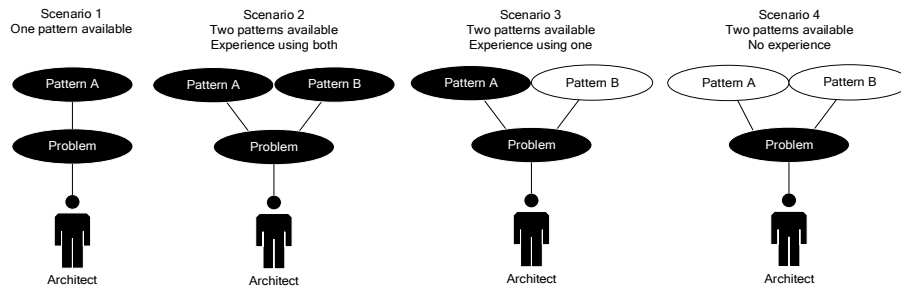 Scenario 1
One pattern available
Pattern A
Problem
Architect
Scenario 2
Two patterns available
Experience using both
Pattern A
Pattern B
Problem
Architect
Scenario 3
Two patterns available
Experience using one
Pattern A
Pattern B
Problem
Architect
Scenario 4
Two patterns available
No experience
Pattern A
Pattern B
Problem
Architect